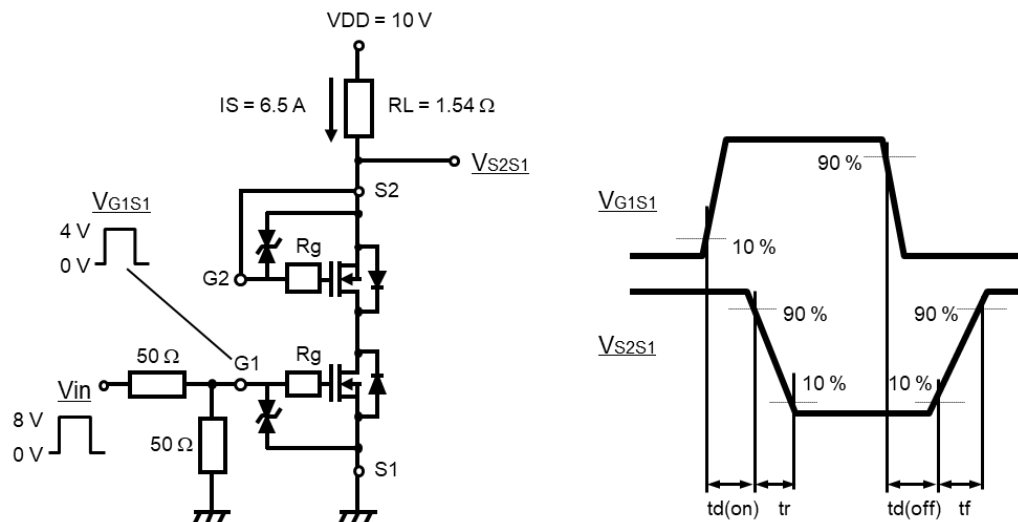 VDD = 10 V
IS = 6.5 A
RL = 1.54 Ω
VS2S1
S2
VG1S1
4 V
0 V
Rg
G2
Rg
G1
50 Ω
Vin
8 V
0 V
50 Ω
S1
90 %
VG1S1
10 %
90 %
90 %
VS2S1
10 %
10 %
td(on)
tr
td(off)
tf